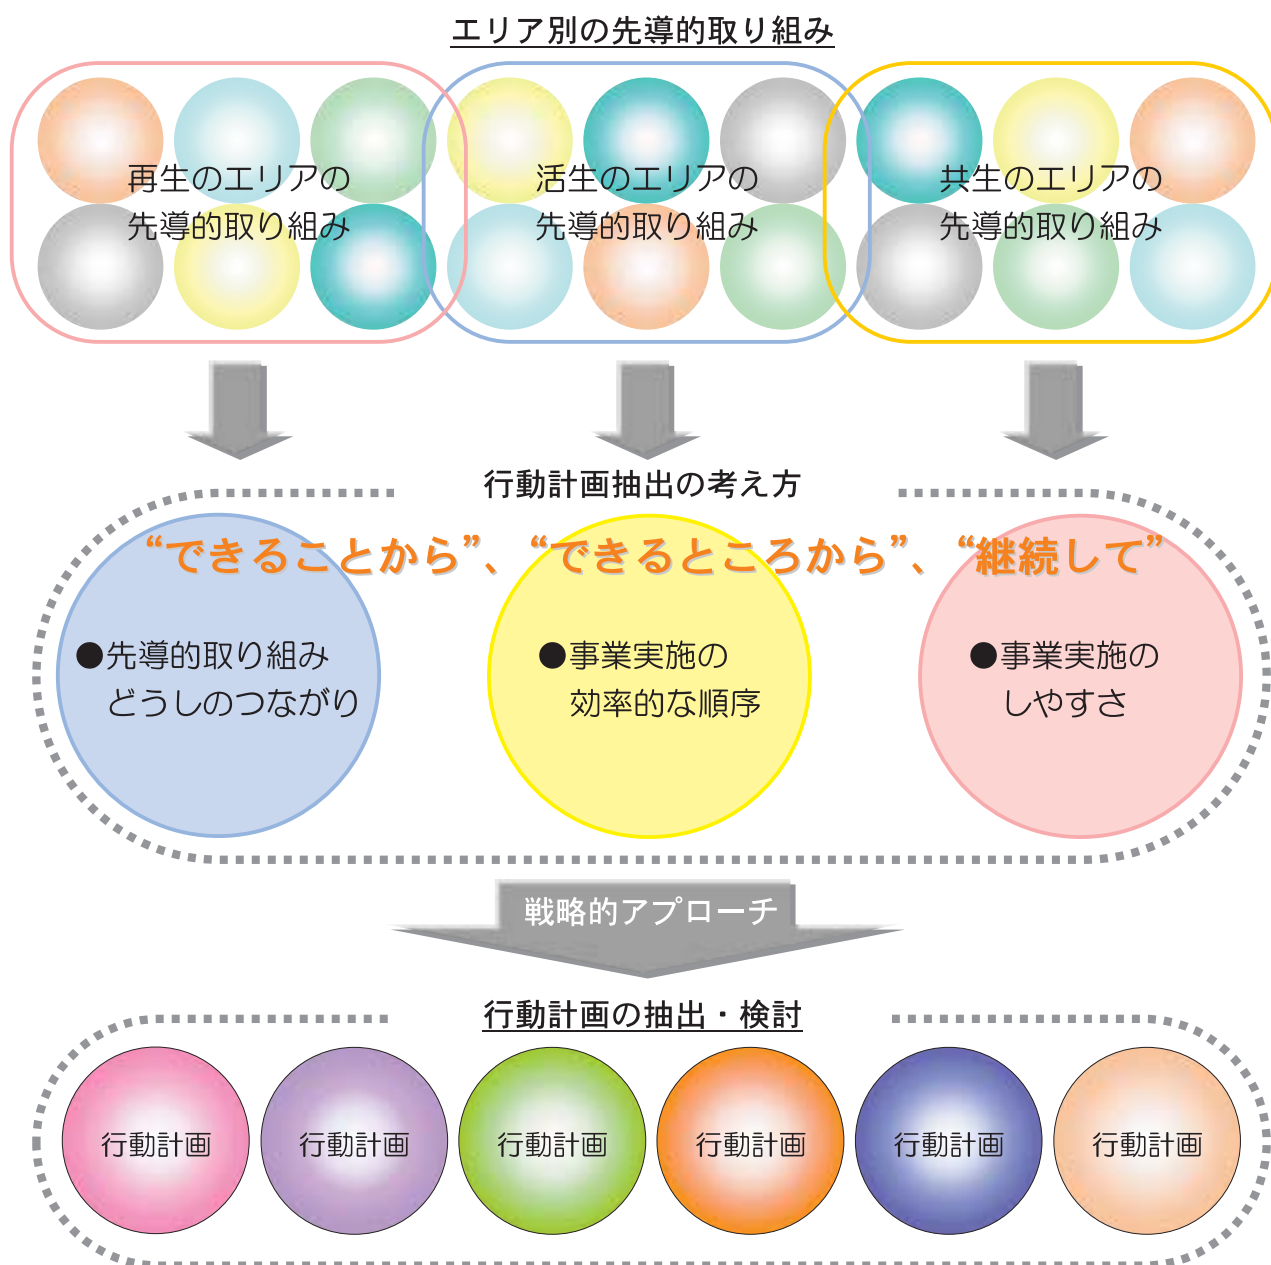 エリア別の先導的取り組み
再生のエリアの
先導的取り組み
活生のエリアの
先導的取り組み
共生のエリアの
先導的取り組み
行動計画抽出の考え方
“できることから”、“できるところから”、“継続して”
●先導的取り組み
どうしのつながり
●事業実施の
効率的な順序
●事業実施の
しやすさ
戦略的アプローチ
行動計画の抽出・検討
行動計画
行動計画
行動計画
行動計画
行動計画
行動計画